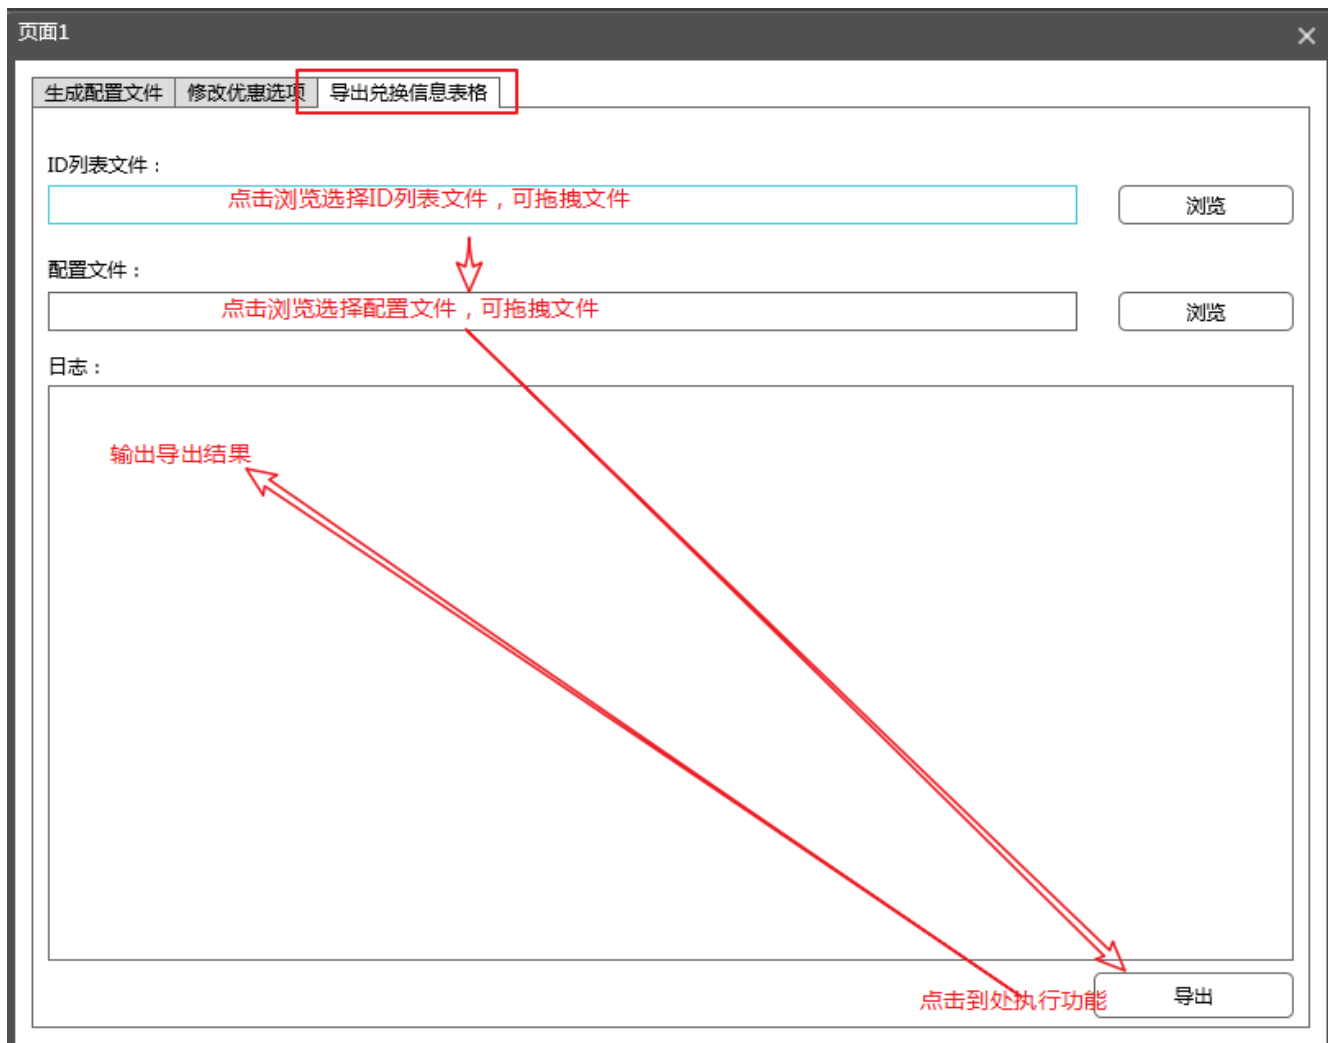 页面1
生成配置文件 修改优惠选项 导出兑换信息表格
ID列表文件：
点击浏览选择ID列表文件，可拖拽文件 浏览
配置文件：
点击浏览选择配置文件，可拖拽文件 浏览
日志：
输出导出结果
点击到处执行功能 导出